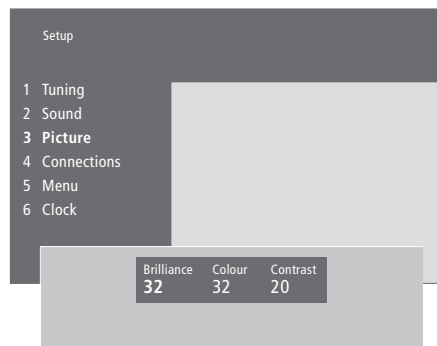 Setup
1 Tuning
2 Sound
3 Picture
4 Connections
5 Menu
6 Clock
Brilliance Colour Contrast
32 32 20